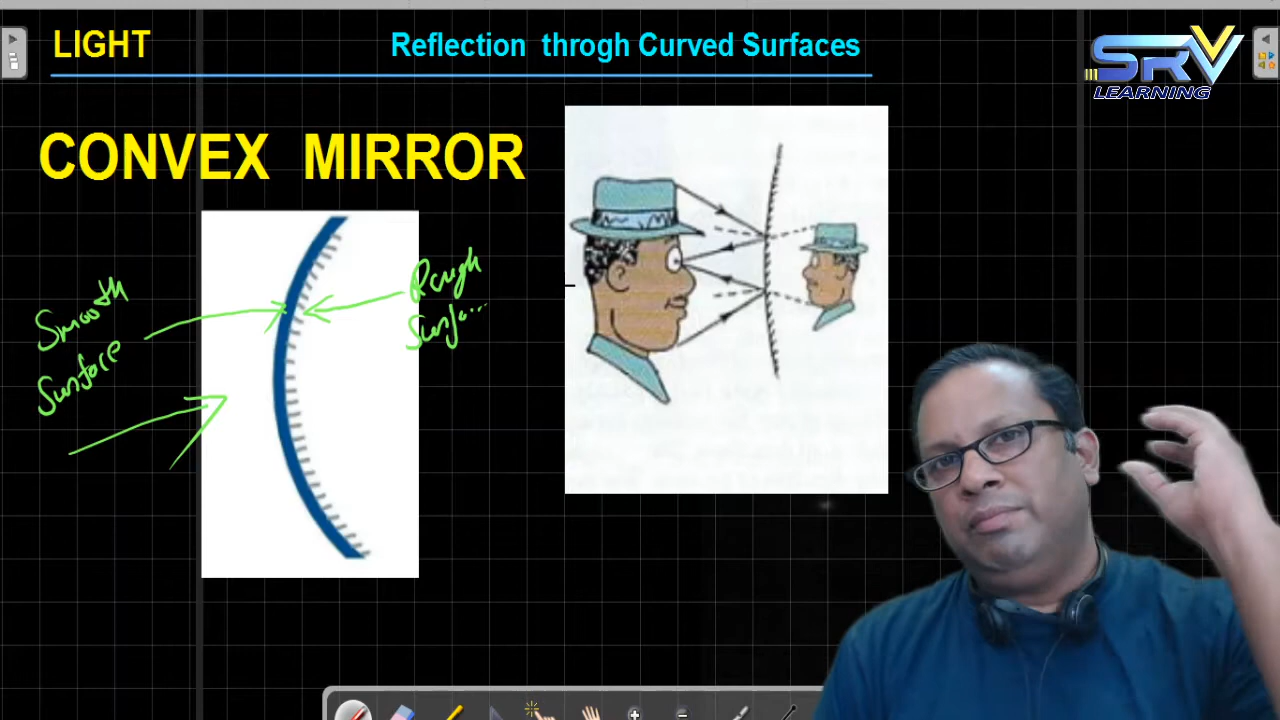 LIGHT
Reflection throgh Curved Surfaces
SRV
LEARNING
CONVEX MIRROR
Smooth
Surface
Rough